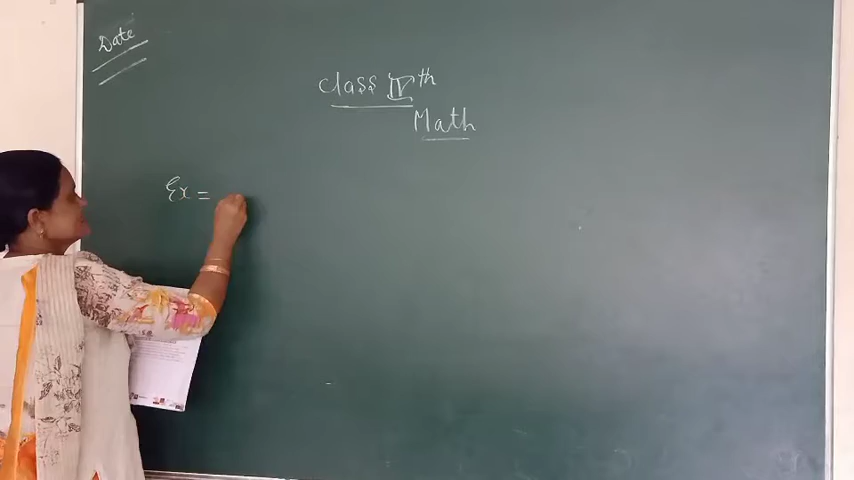 Date
Class IVth
Math
Ex =